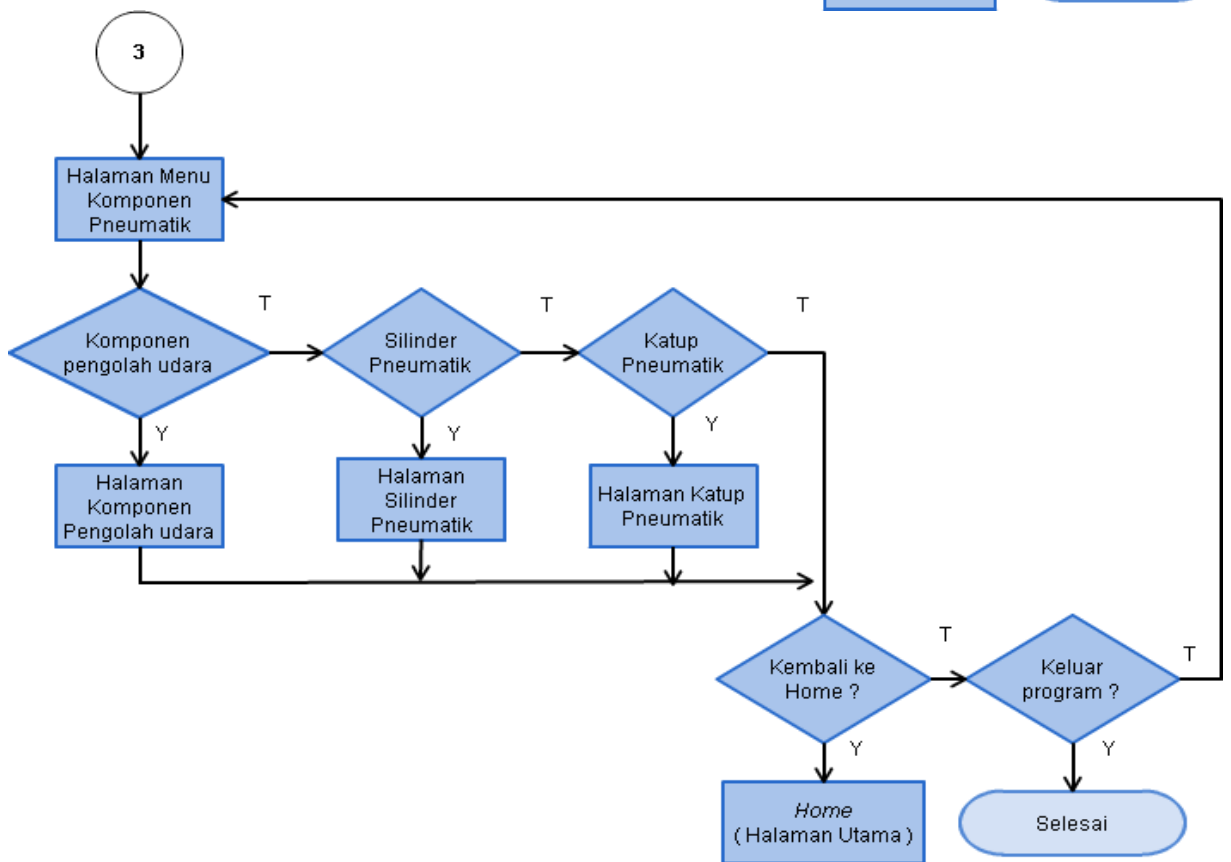 3
Halaman Menu
Komponen
Pneumatik
T
T
T
Komponen
pengolah udara
Silinder
Pneumatik
Katup
Pneumatik
Y
Y
Y
Halaman
Komponen
Pengolah udara
Halaman
Silinder
Pneumatik
Halaman Katup
Pneumatik
Kembali ke
Home ?
T
Keluar
program ?
T
Y
Y
Home
( Halaman Utama )
Selesai